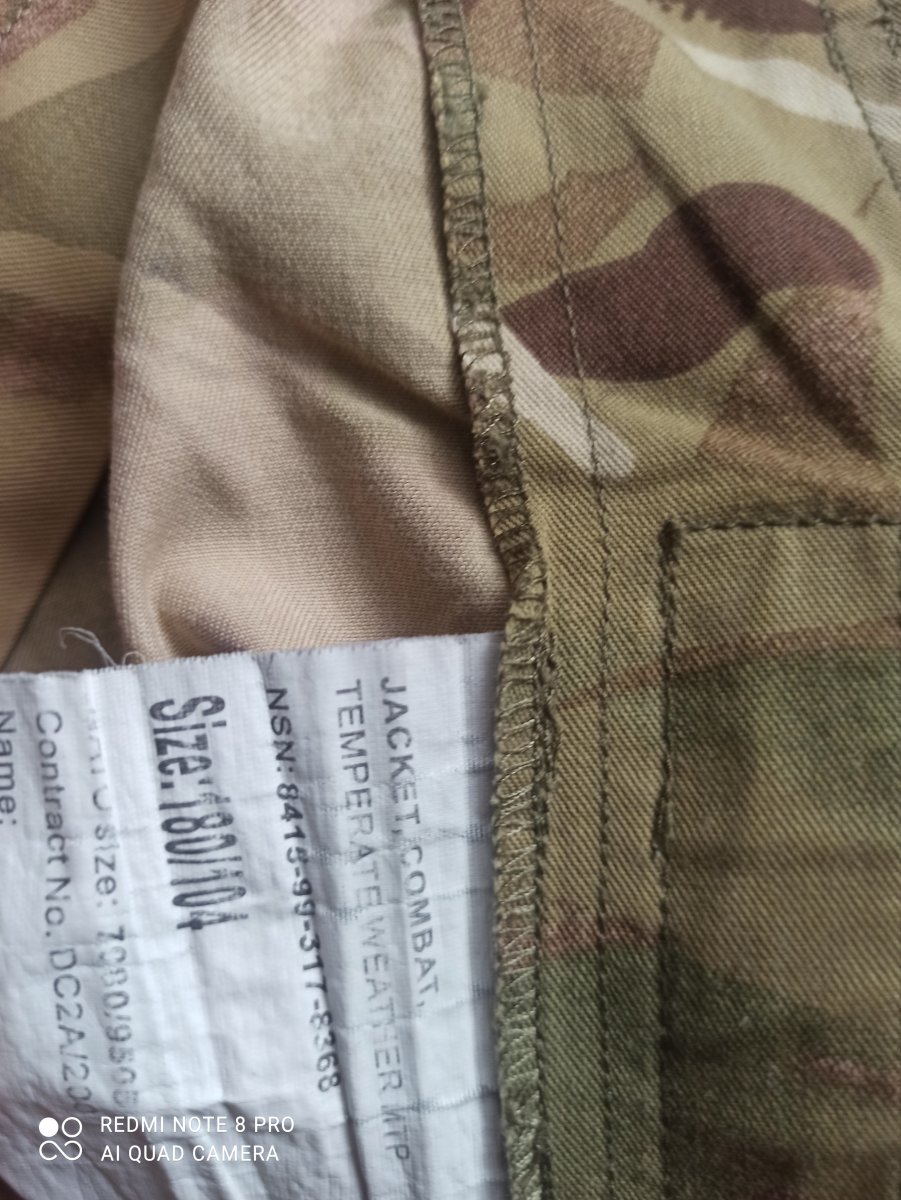 JACKET, COMBAT,
TEMPERATE WEATHER MTP
NSN: 8415-99-317-8368
Size: 180/104
size:
Contract No. DC2A/20
Name:
REDMI NOTE 8 PRO
AI QUAD CAMERA